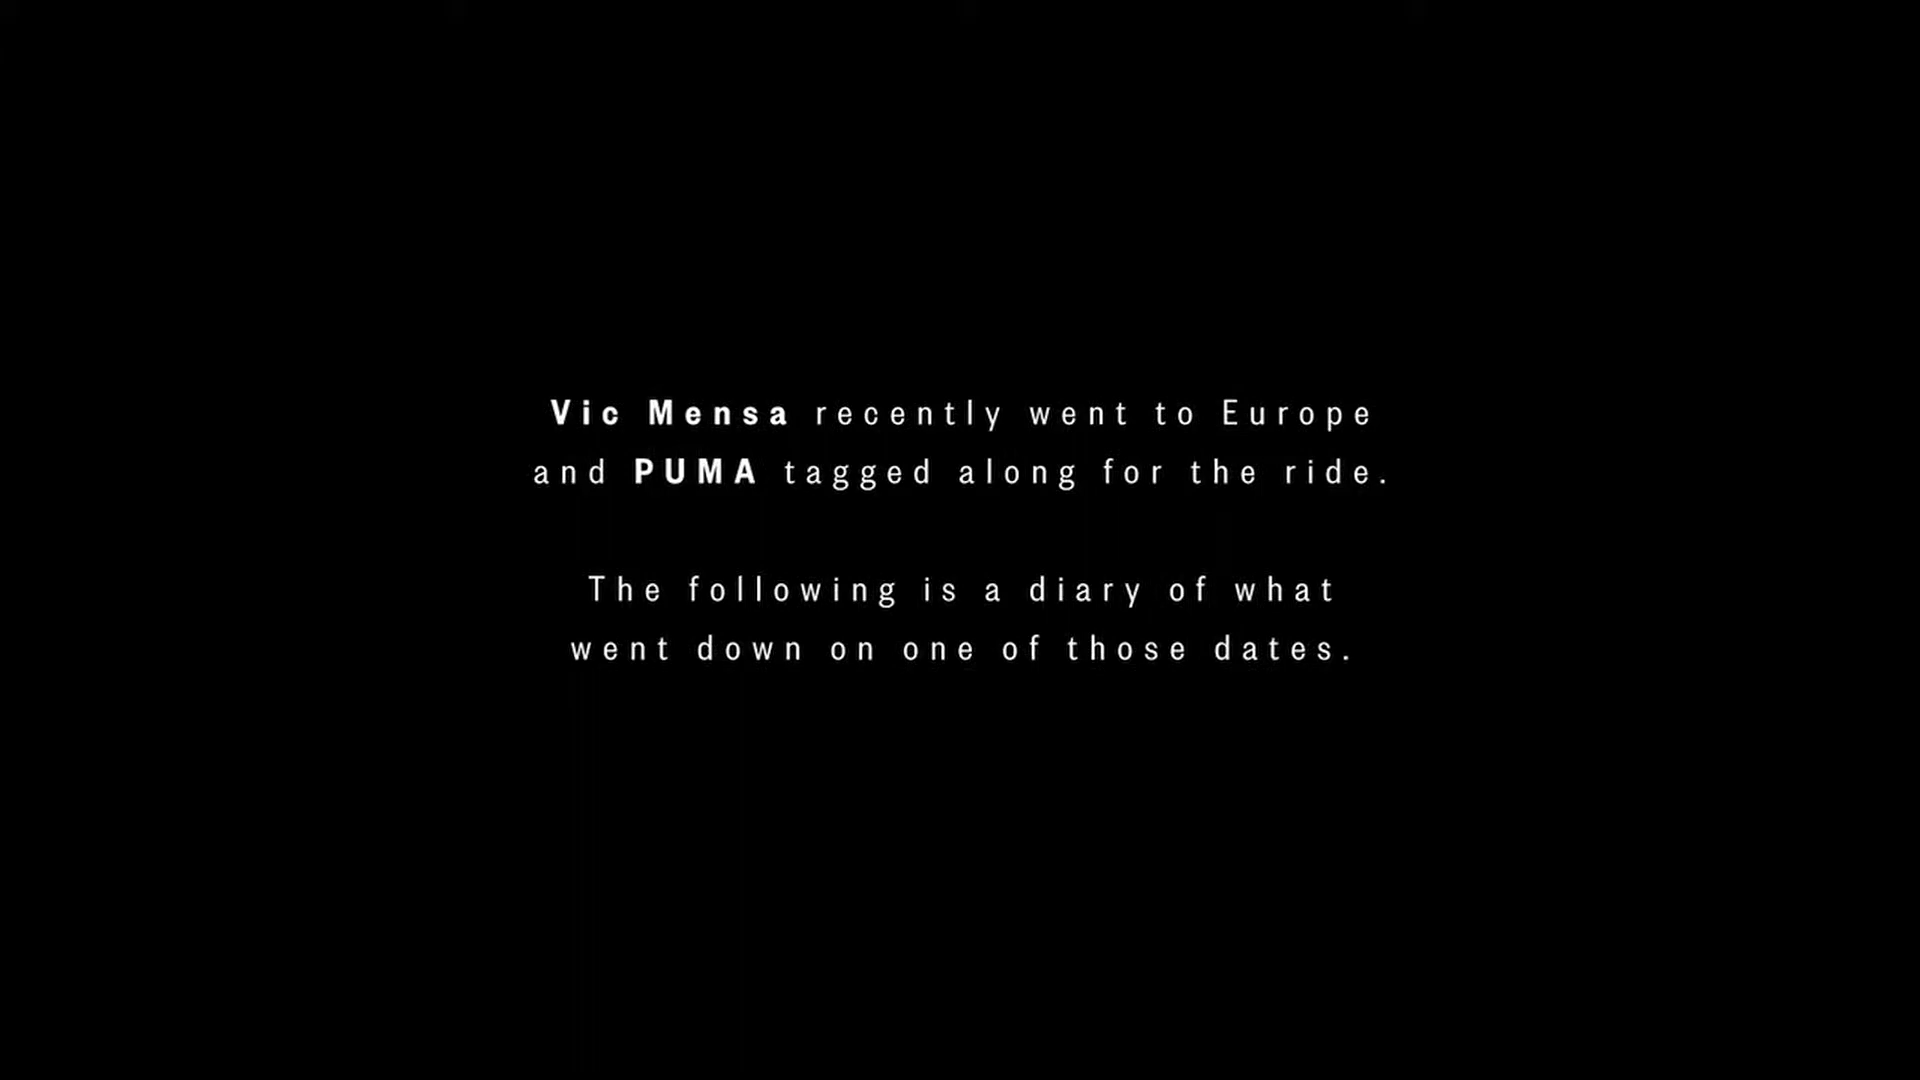 Vic Mensa recently went to Europe
and PUMA tagged along for the ride.
The following is a diary of what
went down on one of those dates.